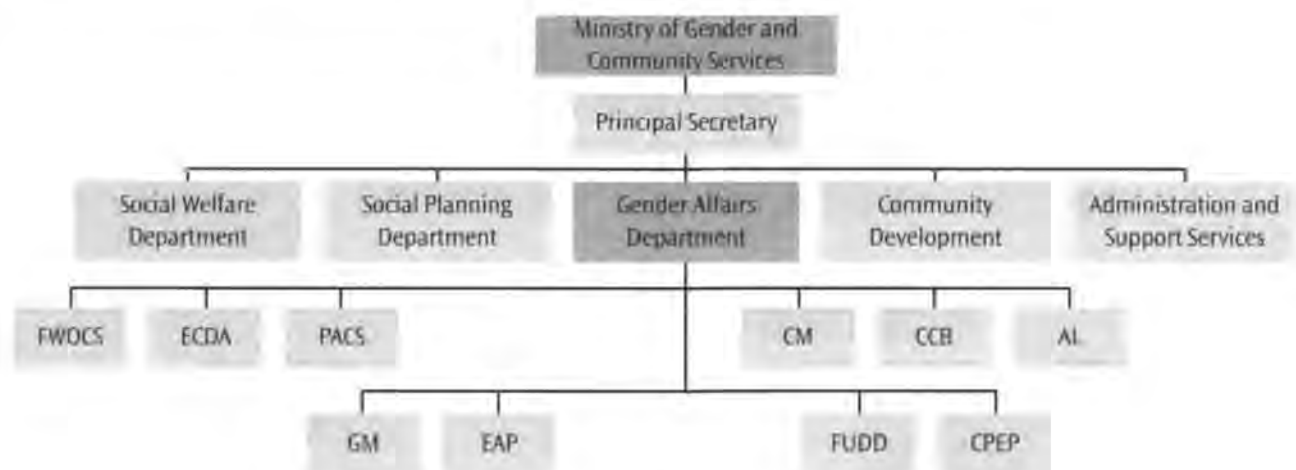 Ministry of Gender and
Community Services
Principal Secretary
Social Welfare
Department
Social Planning
Department
Gender Affairs
Department
Community
Development
Administration and
Support Services
FWOCS
ECDA
PACS
CM
CCB
AL
GM
EAP
FUDD
CPEP